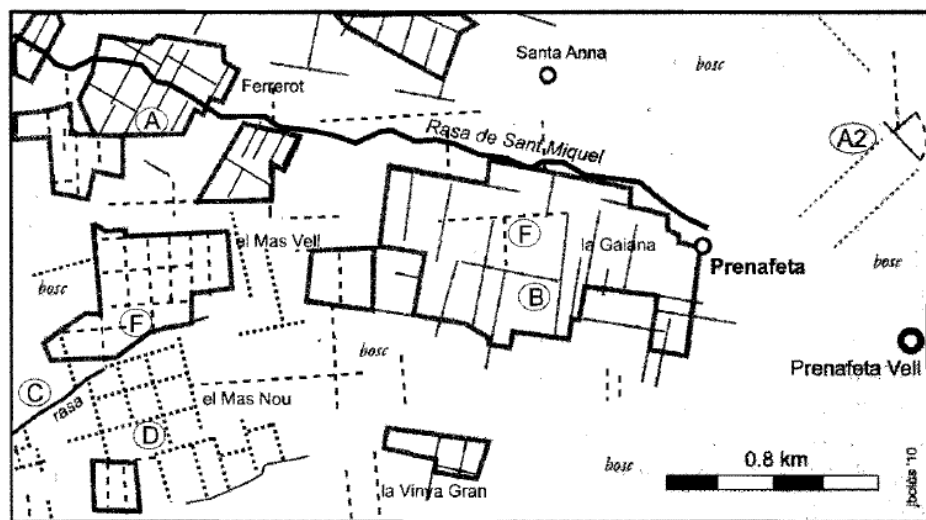 Santa Anna
bosc
Ferrerot
A
Rasa de Sant Miquel
A2
F
la Gaiana
el Mas Vell
Prenafeta
bosc
bosc
B
F
bosc
Prenafeta Vell
C
rasa
el Mas Nou
D
bosc
0.8 km
la Vinya Gran
jbolòs '10